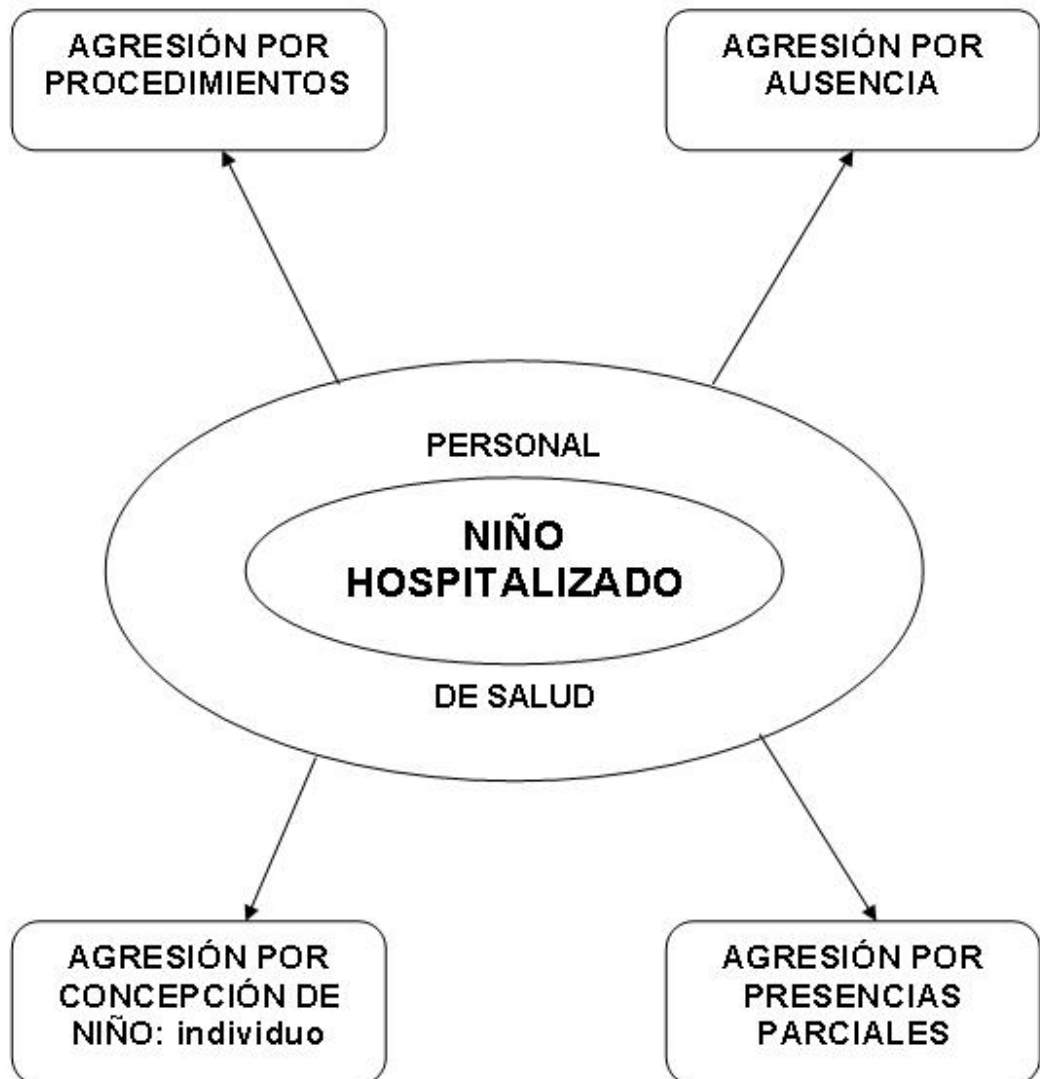 AGRESIÓN POR
PROCEDIMIENTOS
AGRESIÓN POR
AUSENCIA
PERSONAL
NIÑO
HOSPITALIZADO
DE SALUD
AGRESIÓN POR
CONCEPCIÓN DE
NIÑO: individuo
AGRESIÓN POR
PRESENCIAS
PARCIALES